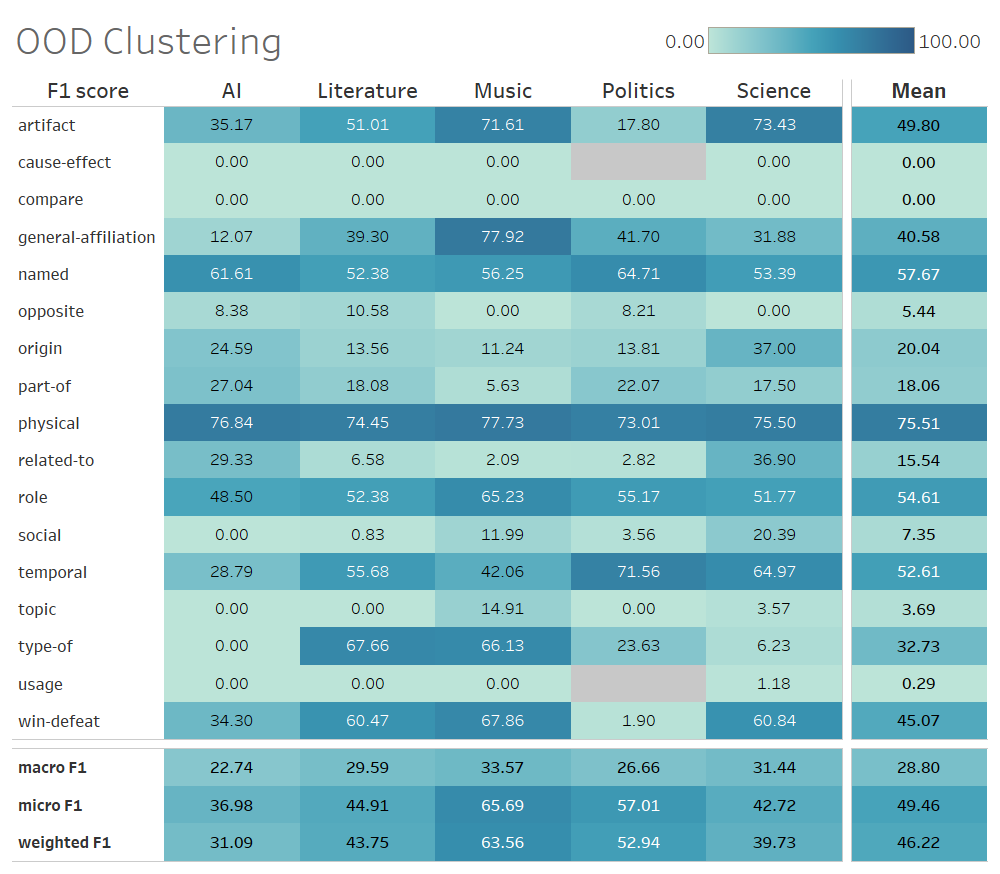 OOD Clustering 0.00 100.00
F1 score AI Literature Music Politics Science Mean
artifact 35.17 51.01 71.61 17.80 73.43 49.80
cause-effect 0.00 0.00 0.00 0.00 0.00
compare 0.00 0.00 0.00 0.00 0.00 0.00
general-affiliation 12.07 39.30 77.92 41.70 31.88 40.58
named 61.61 52.38 56.25 64.71 53.39 57.67
opposite 8.38 10.58 0.00 8.21 0.00 5.44
origin 24.59 13.56 11.24 13.81 37.00 20.04
part-of 27.04 18.08 5.63 22.07 17.50 18.06
physical 76.84 74.45 77.73 73.01 75.50 75.51
related-to 29.33 6.58 2.09 2.82 36.90 15.54
role 48.50 52.38 65.23 55.17 51.77 54.61
social 0.00 0.83 11.99 3.56 20.39 7.35
temporal 28.79 55.68 42.06 71.56 64.97 52.61
topic 0.00 0.00 14.91 0.00 3.57 3.69
type-of 0.00 67.66 66.13 23.63 6.23 32.73
usage 0.00 0.00 0.00 1.18 0.29
win-defeat 34.30 60.47 67.86 1.90 60.84 45.07
macro F1 22.74 29.59 33.57 26.66 31.44 28.80
micro F1 36.98 44.91 65.69 57.01 42.72 49.46
weighted F1 31.09 43.75 63.56 52.94 39.73 46.22